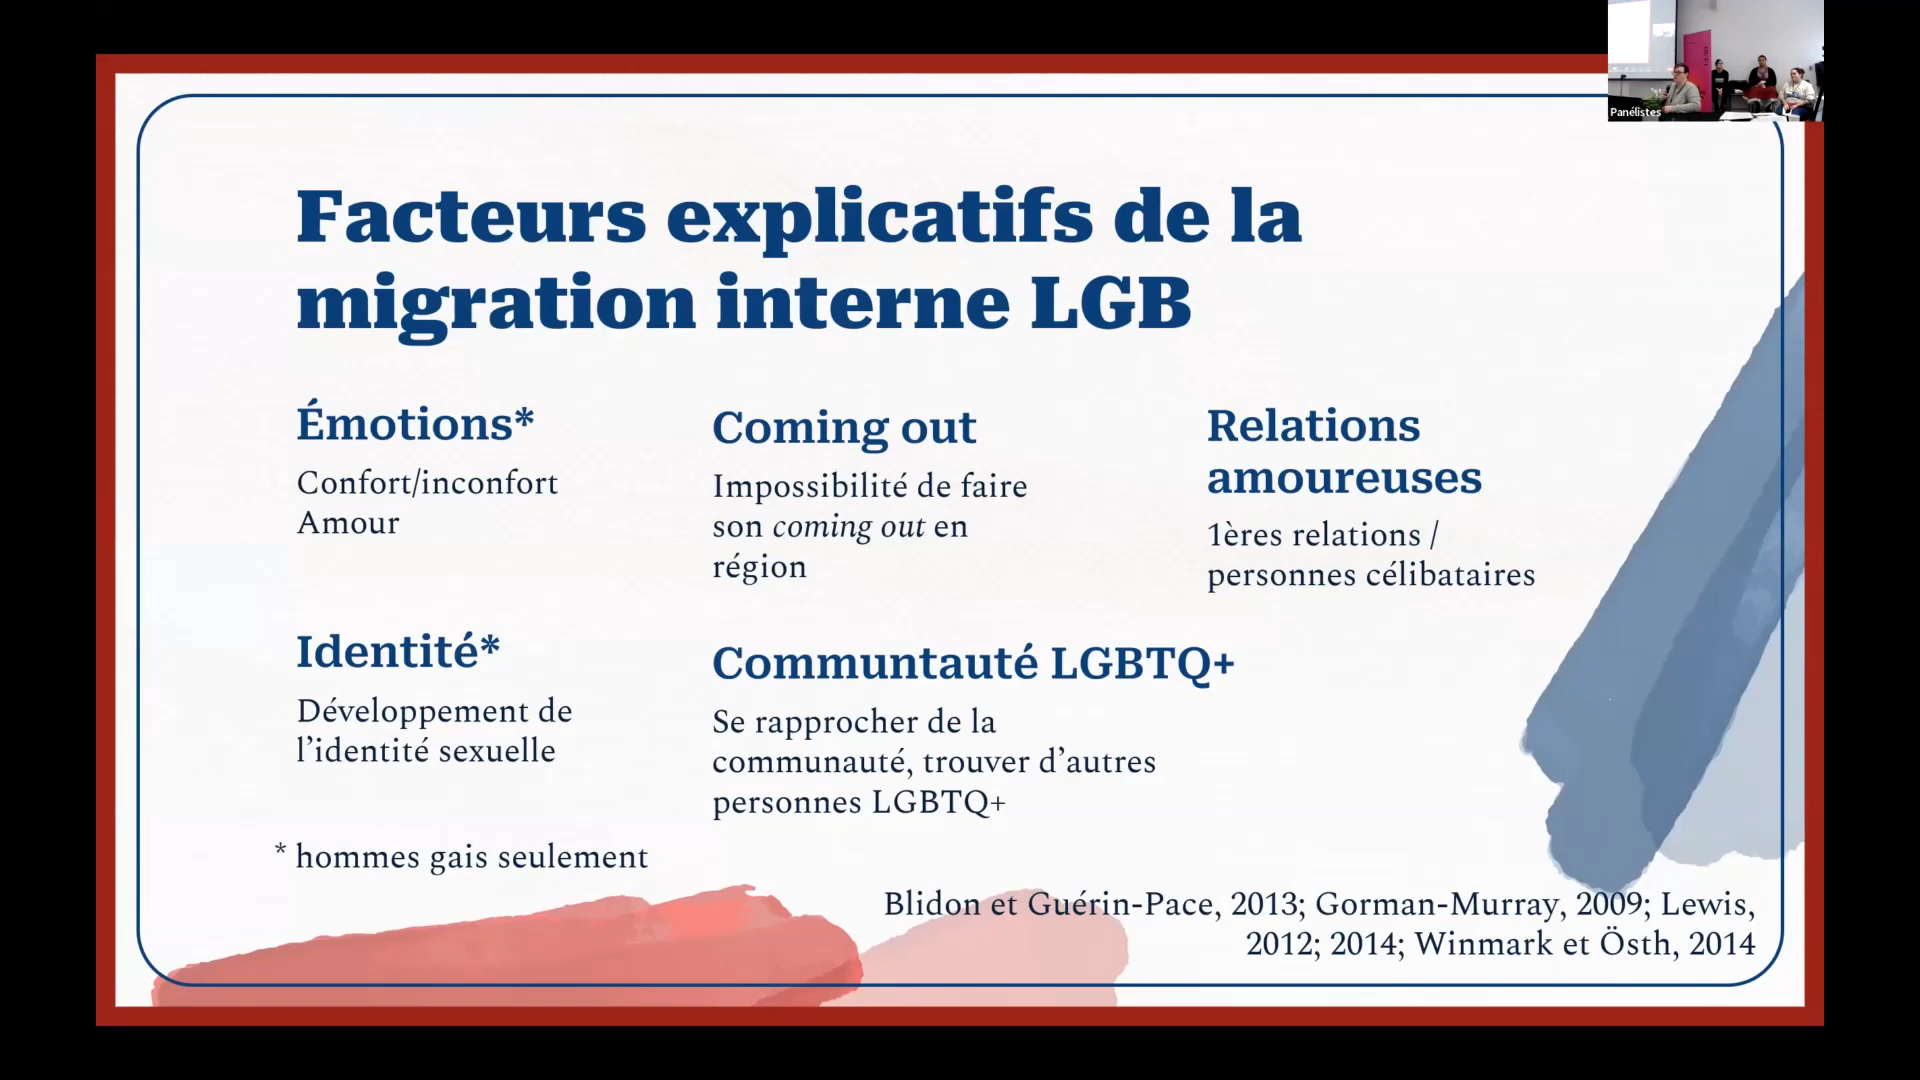 Panélistes
Facteurs explicatifs de la
migration interne LGB
Émotions*
Confort/inconfort
Amour
Coming out
Impossibilité de faire
son coming out en
région
Relations
amoureuses
1ères relations /
personnes célibataires
Identité*
Développement de
l’identité sexuelle
Communtauté LGBTQ+
Se rapprocher de la
communauté, trouver d’autres
personnes LGBTQ+
* hommes gais seulement
Blidon et Guérin-Pace, 2013; Gorman-Murray, 2009; Lewis,
2012; 2014; Winmark et Östh, 2014